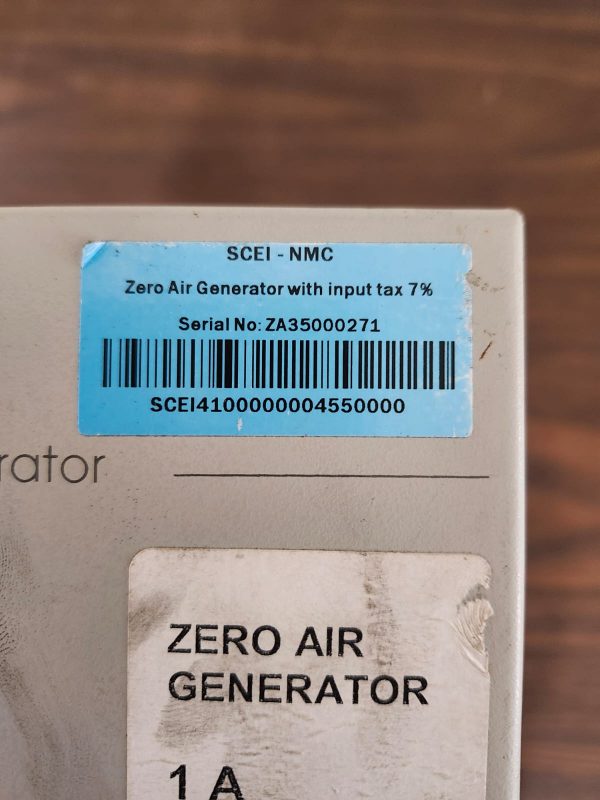 SCEI - NMC
Zero Air Generator with input tax 7%
Serial No: ZA35000271
SCEI4100000004550000
rator
ZERO AIR
GENERATOR
1 A